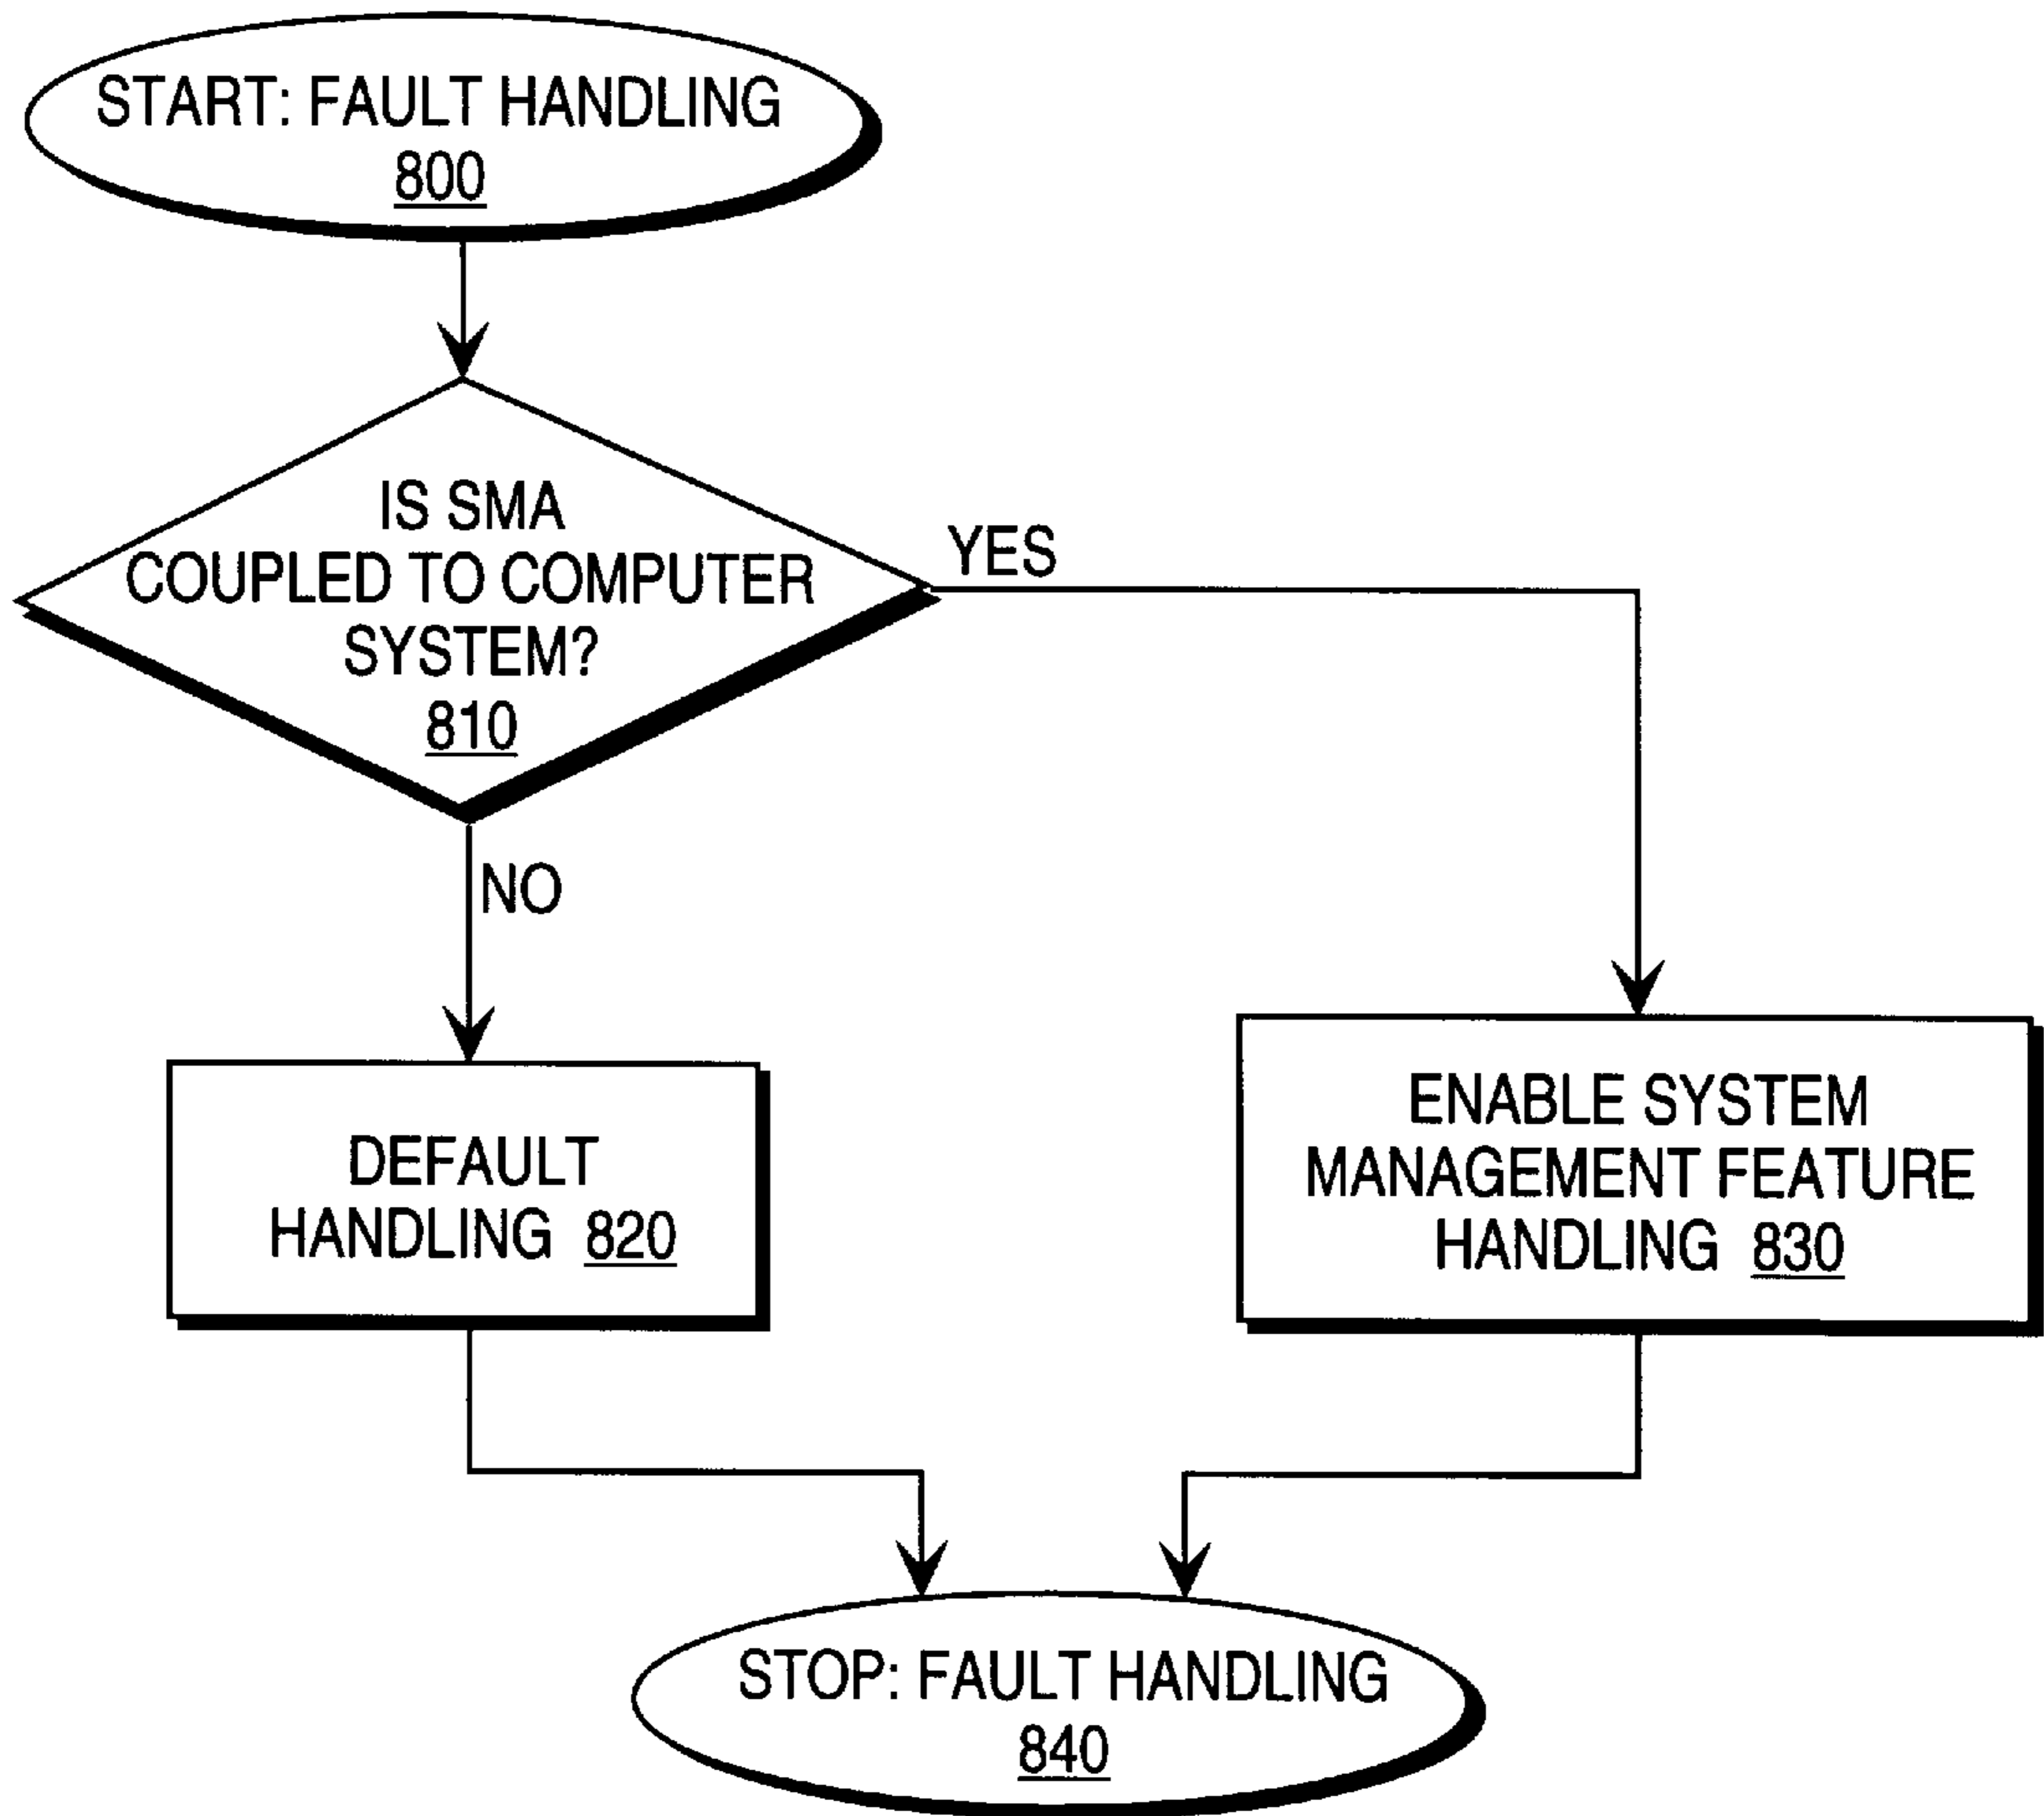 START: FAULT HANDLING
800
IS SMA
COUPLED TO COMPUTER
SYSTEM?
810
YES
NO
DEFAULT
HANDLING 820
ENABLE SYSTEM
MANAGEMENT FEATURE
HANDLING 830
STOP: FAULT HANDLING
840